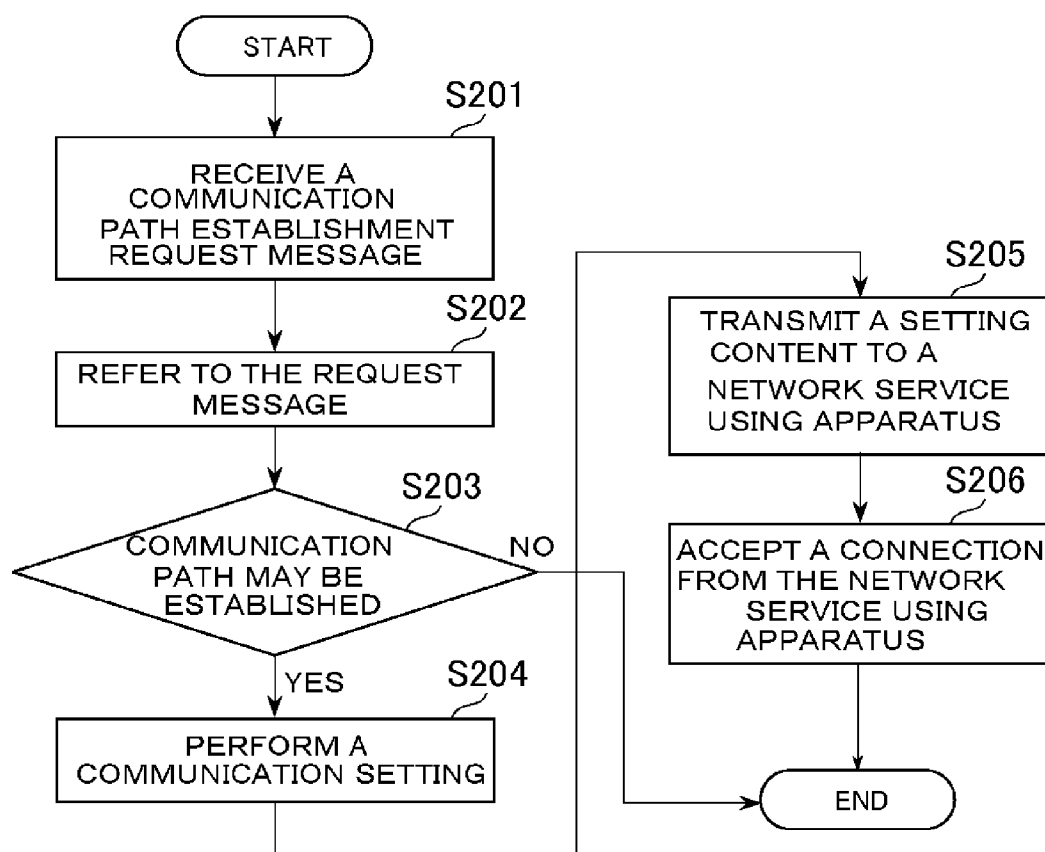 START
S201
RECEIVE A
COMMUNICATION
PATH ESTABLISHMENT
REQUEST MESSAGE
S202
REFER TO THE REQUEST
MESSAGE
S203
COMMUNICATION
PATH MAY BE
ESTABLISHED
NO
YES
S204
PERFORM A
COMMUNICATION SETTING
S205
TRANSMIT A SETTING
CONTENT TO A
NETWORK SERVICE
USING APPARATUS
S206
ACCEPT A CONNECTION
FROM THE NETWORK
SERVICE USING
APPARATUS
END